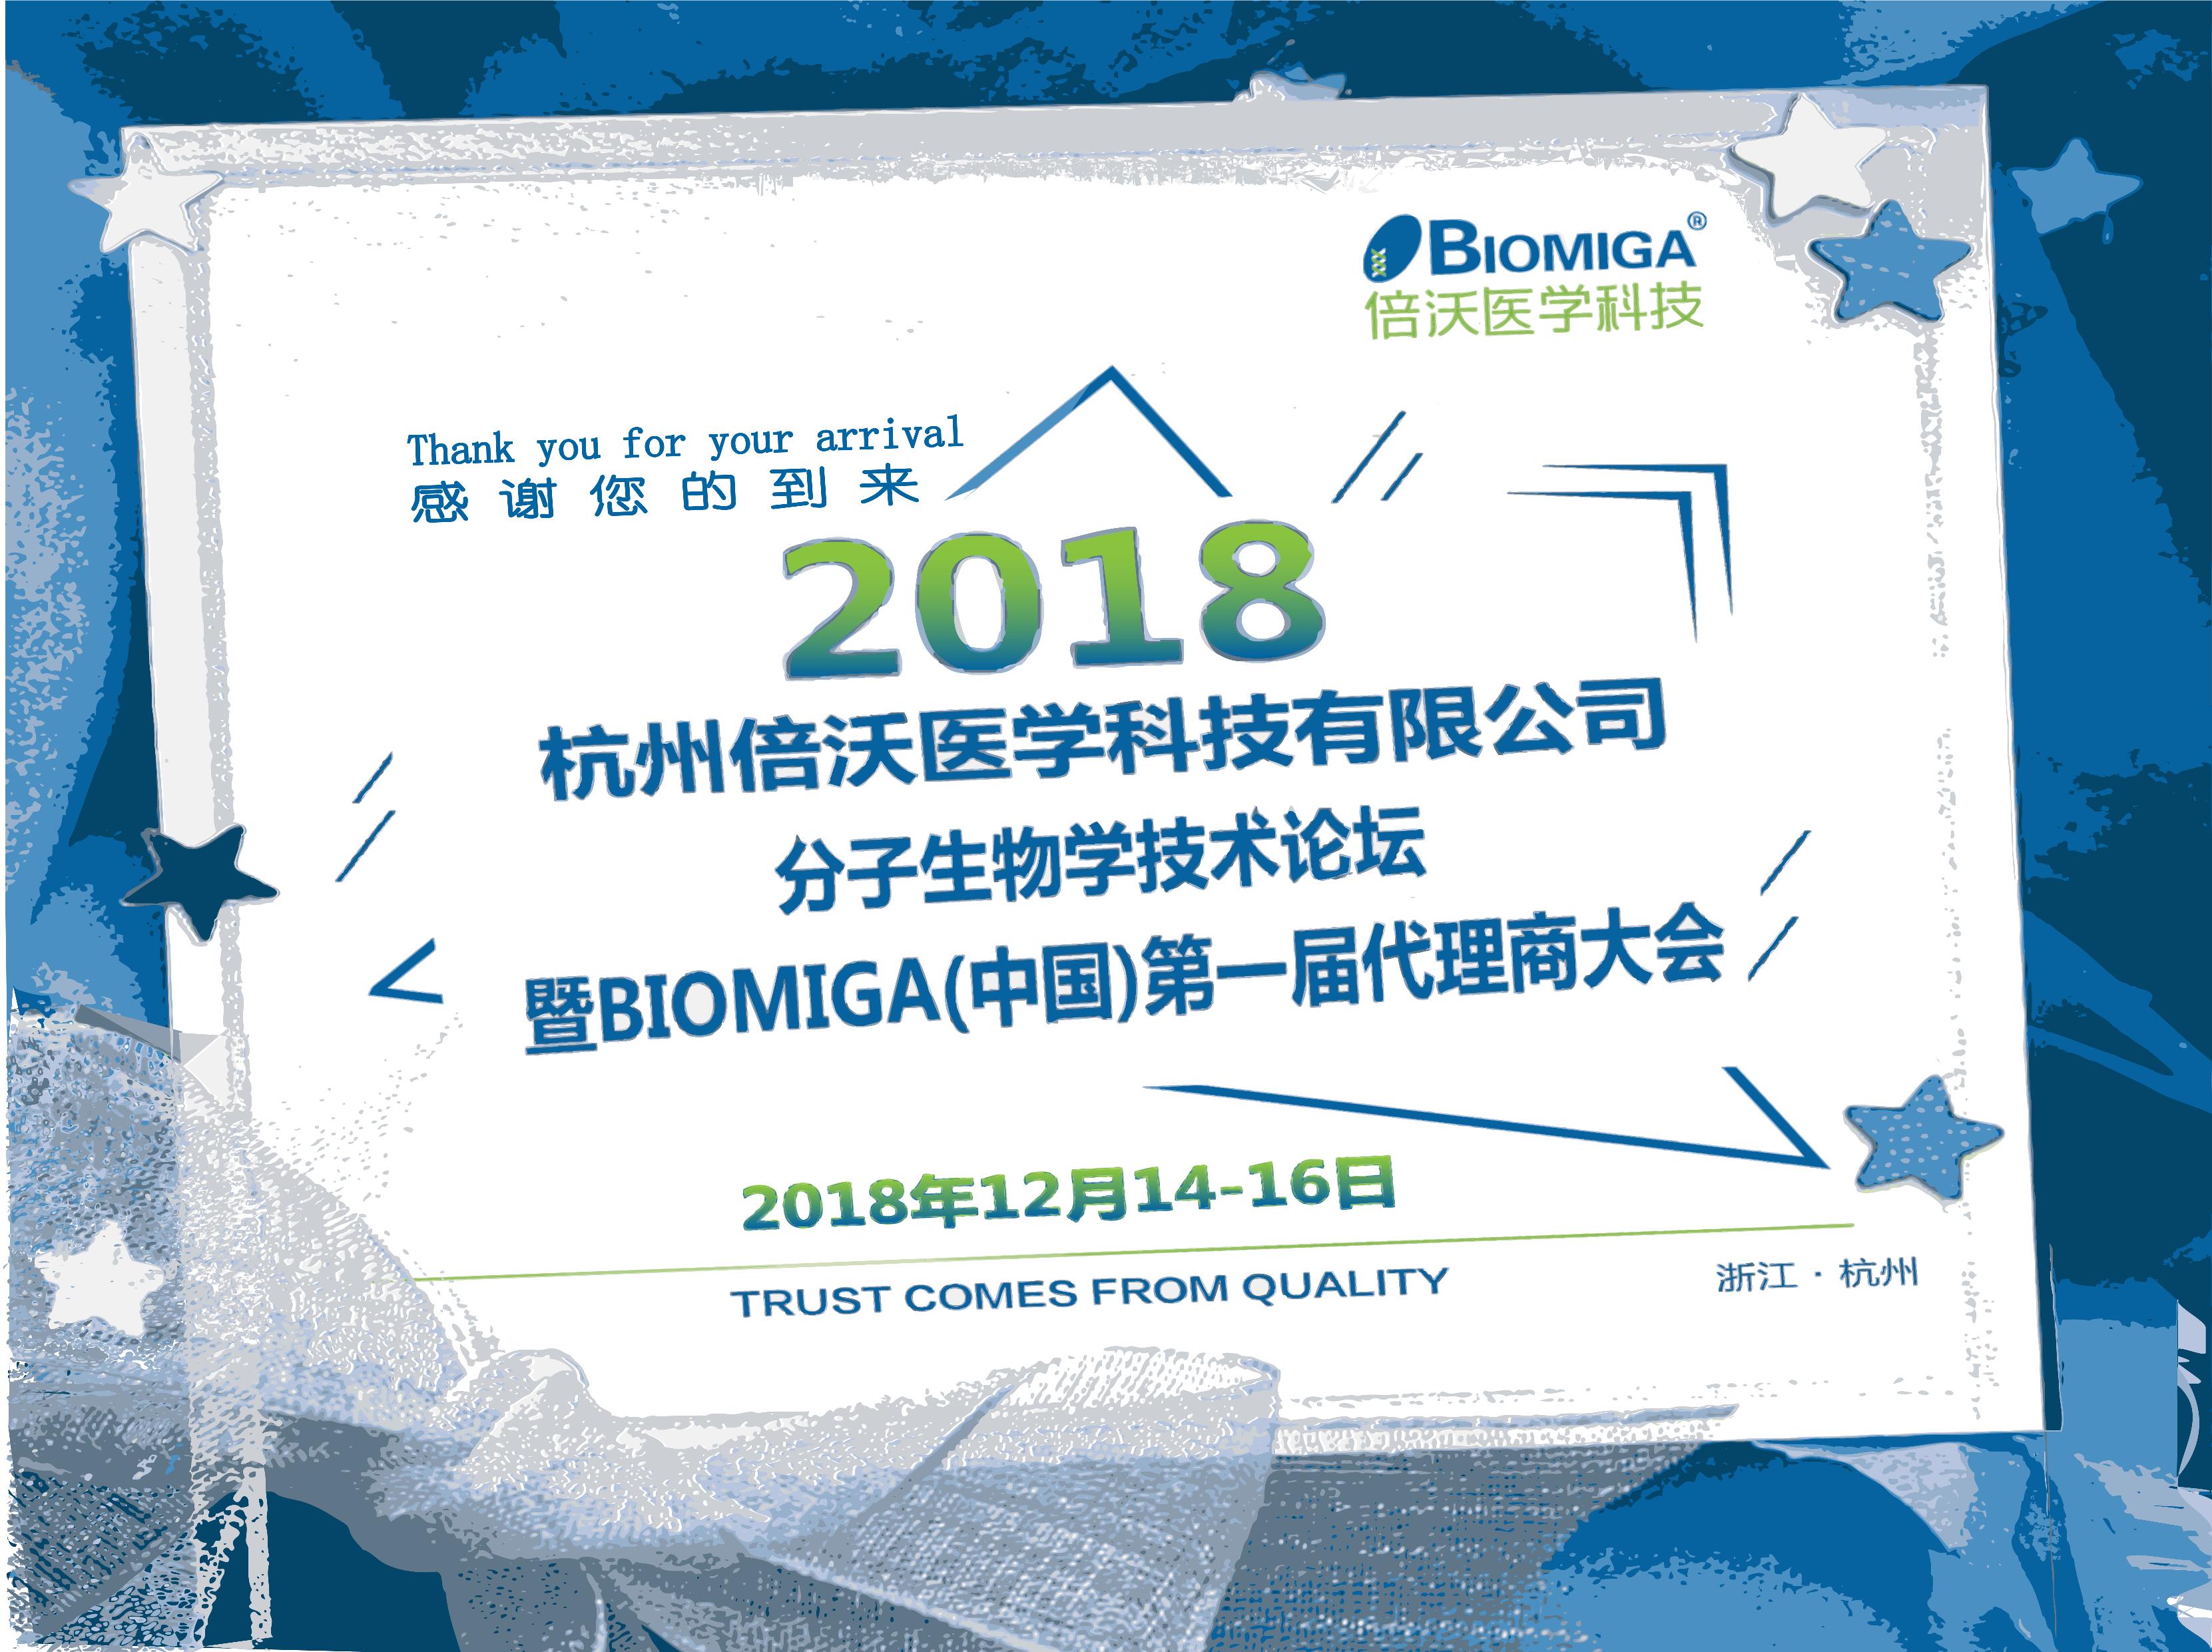 BIOMIGA®
倍沃医学科技
Thank you for your arrival
感谢您的到来
2018
杭州倍沃医学科技有限公司
分子生物学技术论坛
暨BIOMIGA(中国)第一届代理商大会
2018年12月14-16日
TRUST COMES FROM QUALITY
浙江·杭州